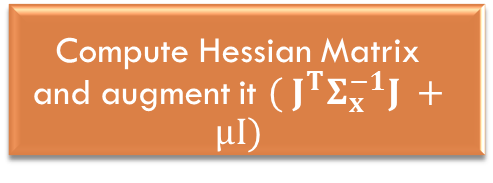 Compute Hessian Matrix
and augment it ( 𝐉ᵀ𝚺ₓ⁻¹𝐉 +
μI)